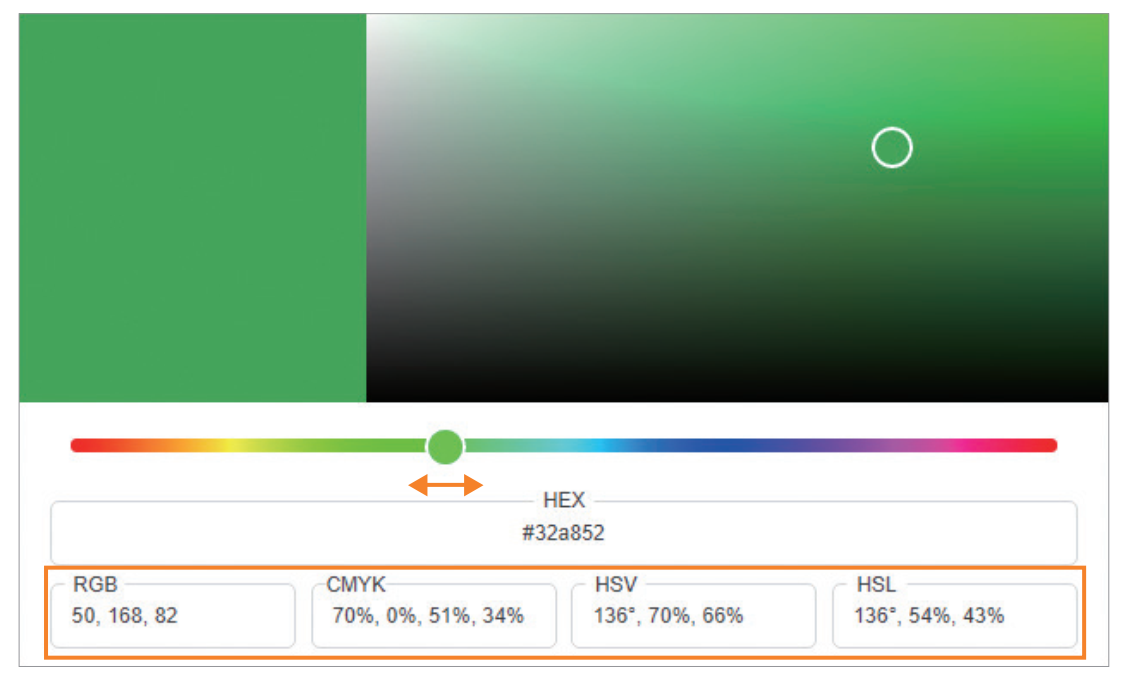 HEX
#32a852
RGB
50, 168, 82
CMYK
70%, 0%, 51%, 34%
HSV
136°, 70%, 66%
HSL
136°, 54%, 43%